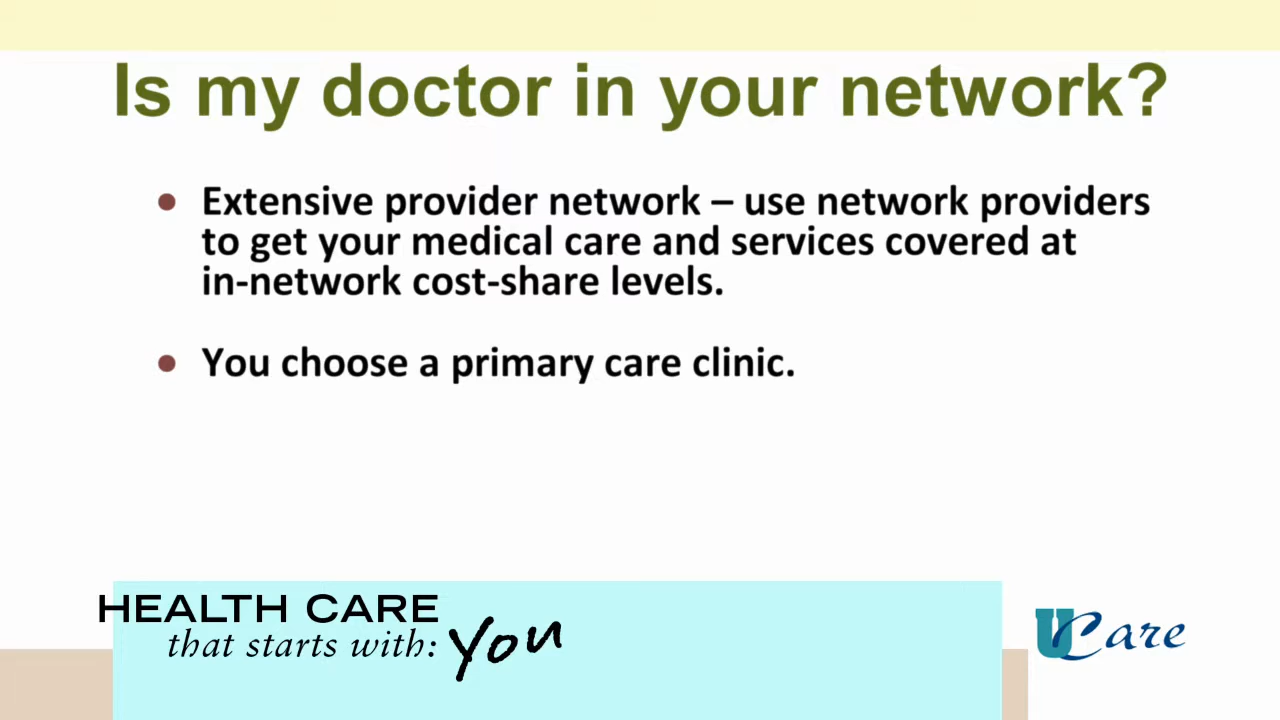 Is my doctor in your network?
● Extensive provider network – use network providers
to get your medical care and services covered at
in-network cost-share levels.
● You choose a primary care clinic.
HEALTH CARE
that starts with: You
UCare